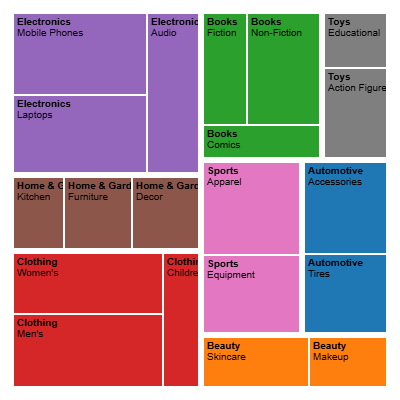 Electronics
Mobile Phones
Electronic
Audio
Electronics
Laptops
Books
Fiction
Books
Non-Fiction
Books
Comics
Toys
Educational
Toys
Action Figure
Home & G
Kitchen
Home & Gard
Furniture
Home & Gard
Decor
Sports
Apparel
Sports
Equipment
Automotive
Accessories
Automotive
Tires
Clothing
Women's
Clothing
Men's
Clothin
Childre
Beauty
Skincare
Beauty
Makeup